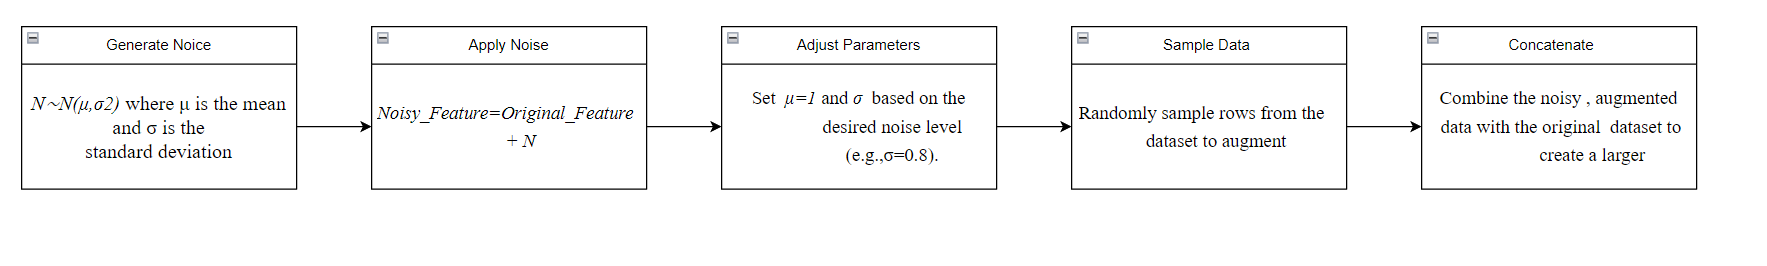 Generate Noice
N~N(μ,σ2) where μ is the mean
and σ is the
standard deviation
Apply Noise
Noisy_Feature=Original_Feature
+ N
Adjust Parameters
Set μ=1 and σ based on the
desired noise level
(e.g.,σ=0.8).
Sample Data
Randomly sample rows from the
dataset to augment
Concatenate
Combine the noisy , augmented
data with the original dataset to
create a larger